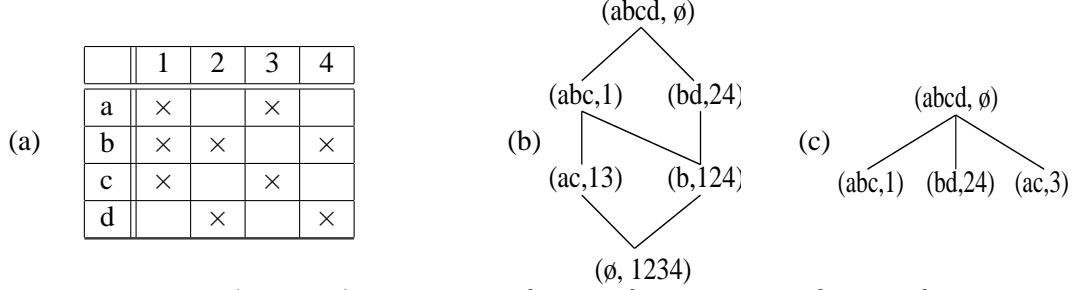 (a)
1 2 3 4
a × ×
b × × ×
c × ×
d × ×
(b)
(abcd, ø)
(abc,1) (bd,24)
(ac,13) (b,124)
(ø, 1234)
(c)
(abcd, ø)
(abc,1) (bd,24) (ac,3)